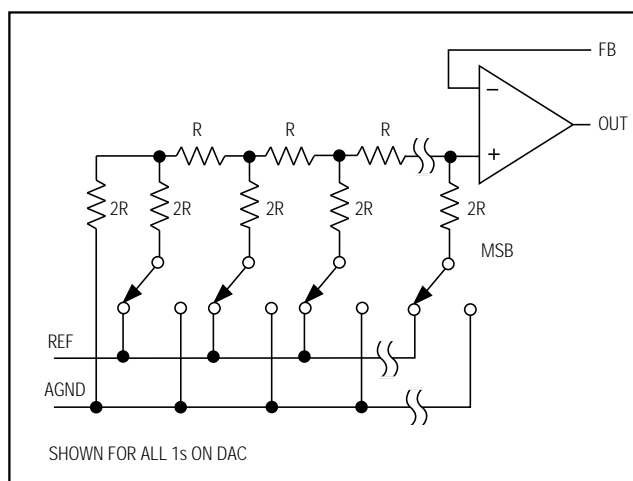 FB
−
OUT
+
R R R
2R 2R 2R 2R 2R
MSB
REF
AGND
SHOWN FOR ALL 1s ON DAC